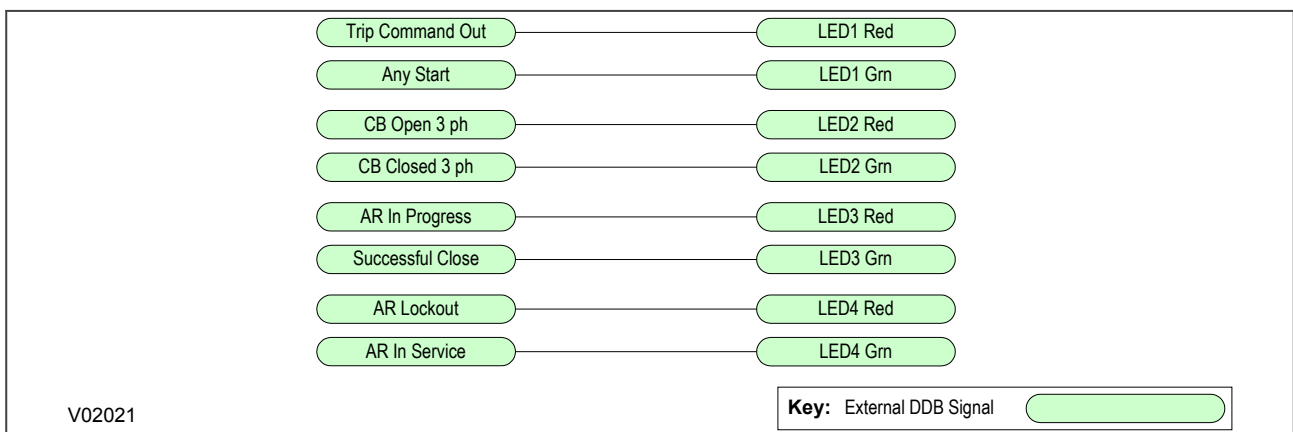 Trip Command Out LED1 Red
Any Start LED1 Grn
CB Open 3 ph LED2 Red
CB Closed 3 ph LED2 Grn
AR In Progress LED3 Red
Successful Close LED3 Grn
AR Lockout LED4 Red
AR In Service LED4 Grn
V02021
Key: External DDB Signal